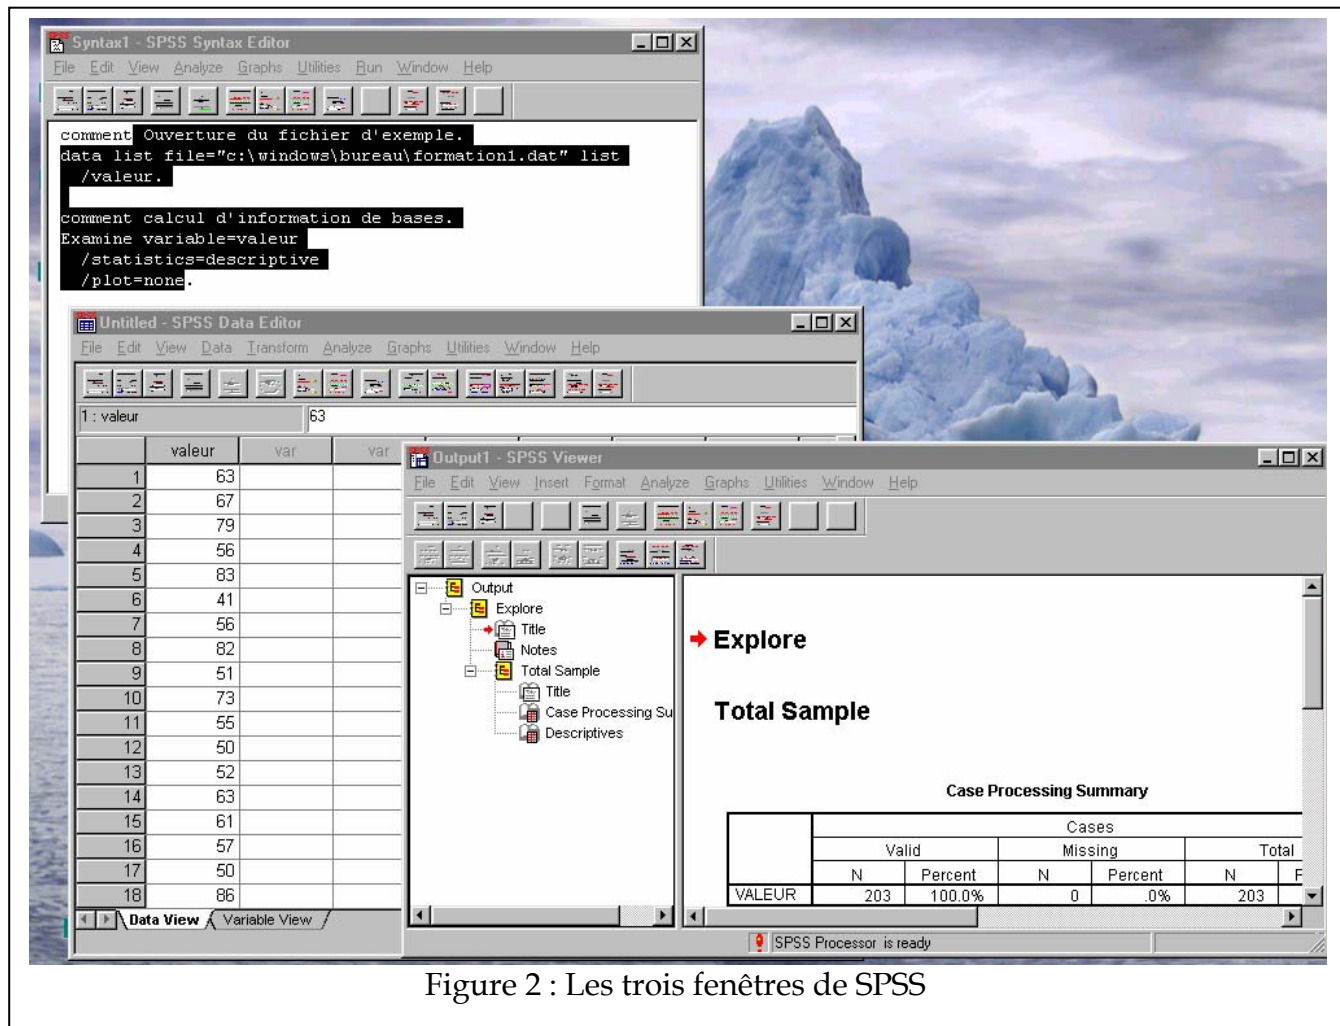 Syntax1 - SPSS Syntax Editor
File Edit View Analyze Graphs Utilities Run Window Help
comment Ouverture du fichier d'exemple.
data list file="c:\windows\bureau\formation1.dat" list
/valeur.
comment calcul d'information de bases.
Examine variable=valeur
/statistics=descriptive
/plot=none.
Untitled - SPSS Data Editor
File Edit View Data Transform Analyze Graphs Utilities Window Help
1 : valeur 63
valeur var var
1 63
2 67
3 79
4 56
5 83
6 41
7 56
8 82
9 51
10 73
11 55
12 50
13 52
14 63
15 61
16 57
17 50
18 86
Data View Variable View
Output1 - SPSS Viewer
File Edit View Insert Format Analyze Graphs Utilities Window Help
Output
Explore
Title
Notes
Total Sample
Title
Case Processing Su
Descriptives
Explore
Total Sample
Case Processing Summary
Cases
Valid Missing Total
N Percent N Percent N P
VALEUR 203 100.0% 0 .0% 203
SPSS Processor is ready
Figure 2 : Les trois fenêtres de SPSS